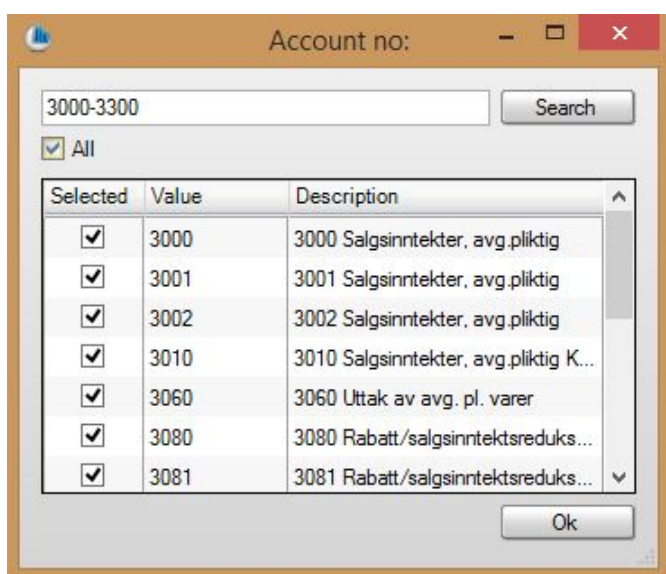 Account no:
3000-3300 Search
All
Selected Value Description
3000 3000 Salgsinntekter, avg.pliktig
3001 3001 Salgsinntekter, avg.pliktig
3002 3002 Salgsinntekter, avg.pliktig
3010 3010 Salgsinntekter, avg.pliktig K...
3060 3060 Uttak av avg. pl. varer
3080 3080 Rabatt/salgsinntektsreduks...
3081 3081 Rabatt/salgsinntektsreduks...
Ok